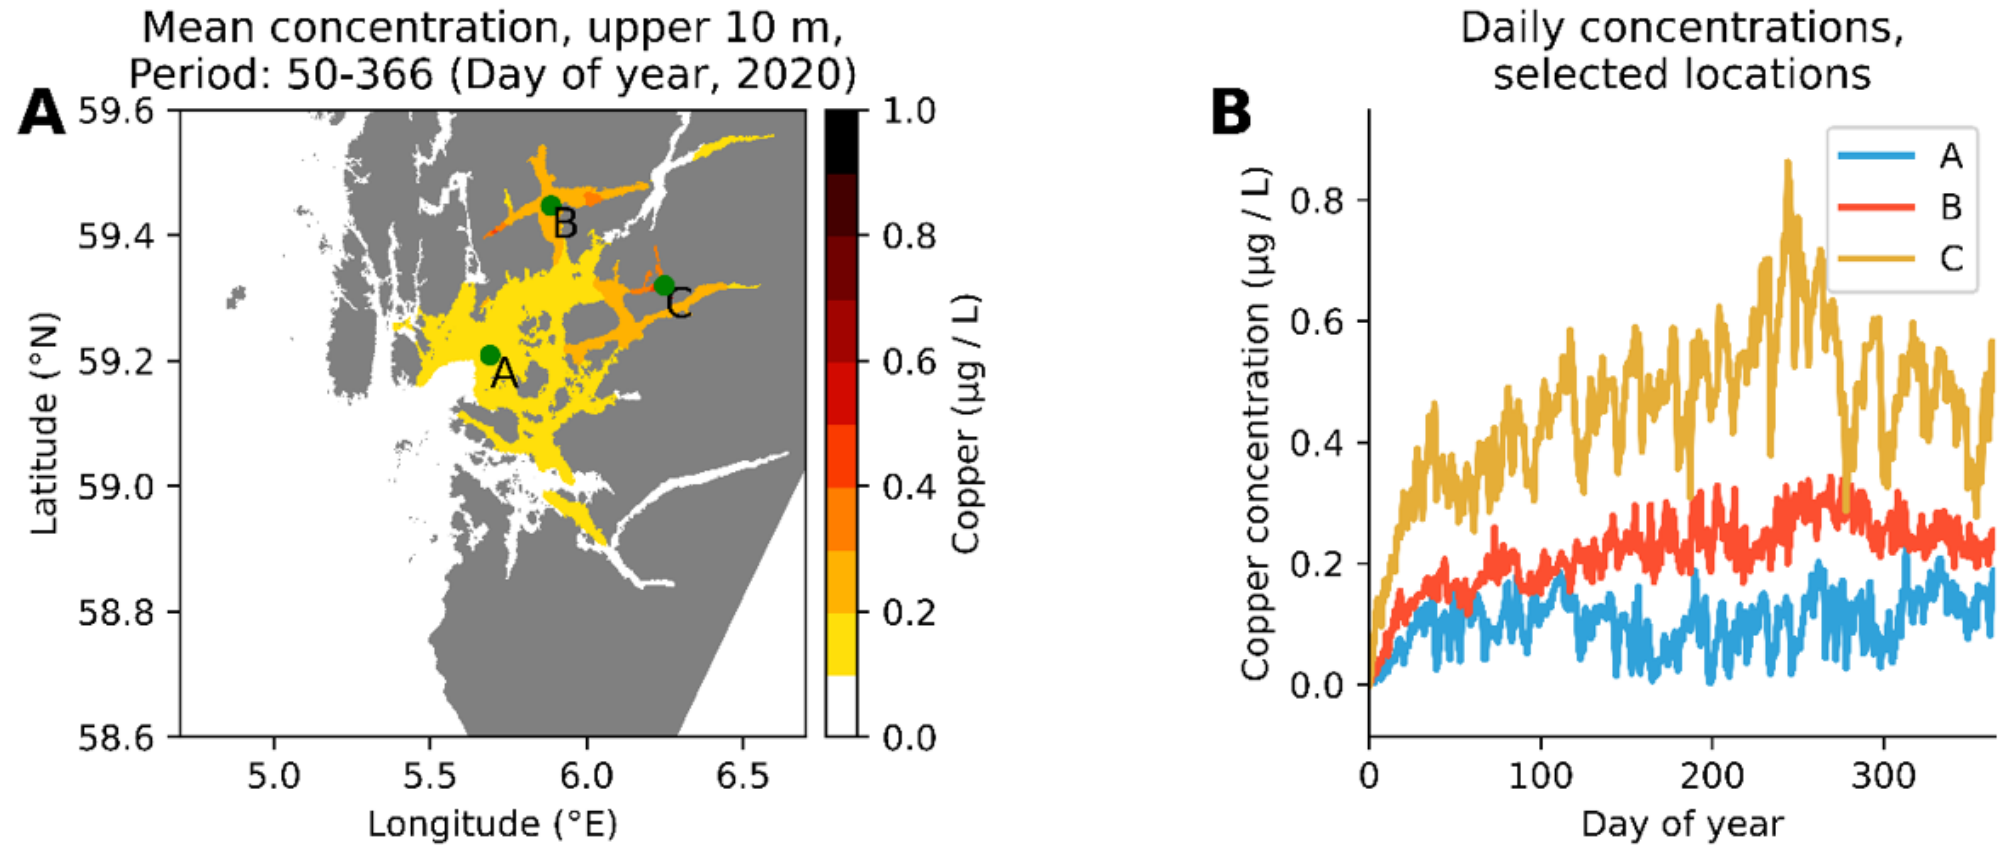 A
Mean concentration, upper 10 m,
Period: 50-366 (Day of year, 2020)
59.6
59.4
59.2
59.0
58.8
58.6
Latitude (°N)
5.0 5.5 6.0 6.5
Longitude (°E)
B
C
A
1.0
0.8
0.6
0.4
0.2
0.0
Copper (μg / L)
B
Daily concentrations,
selected locations
A
B
C
0.8
0.6
0.4
0.2
0.0
Copper concentration (μg / L)
0 100 200 300
Day of year